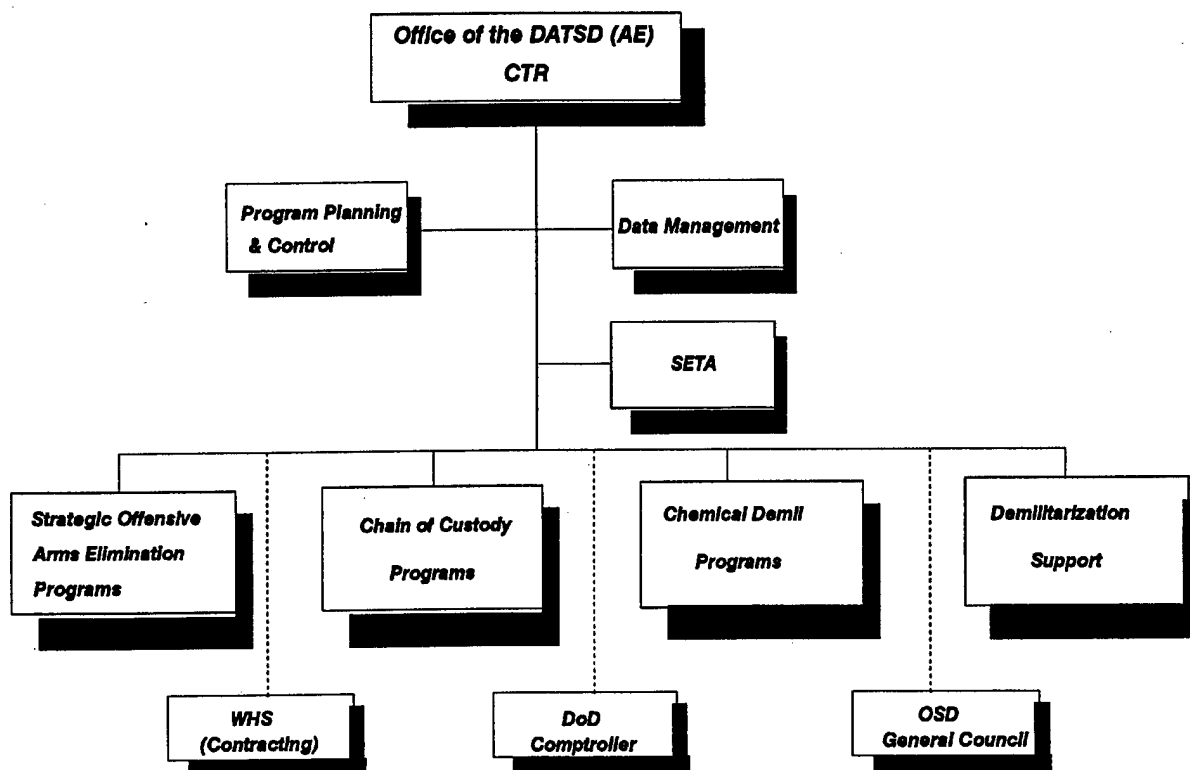 Office of the DATSD (AE)
CTR
Program Planning
& Control
Data Management
SETA
Strategic Offensive
Arms Elimination
Programs
Chain of Custody
Programs
Chemical Demil
Programs
Demilitarization
Support
WHS
(Contracting)
DoD
Comptroller
OSD
General Council